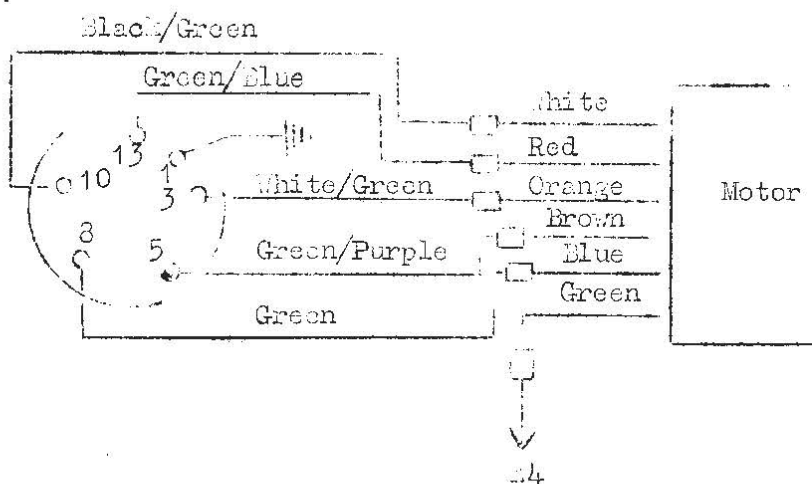 Black/Green
Green/Blue
White
13
1
Red
10
3
White/Green
Orange
Motor
Brown
8
5
Green/Purple
Blue
Green
Green